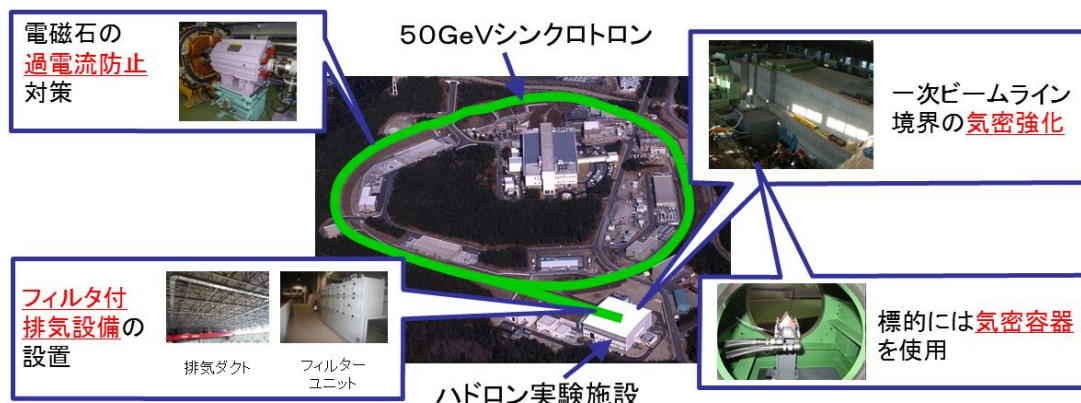 電磁石の
過電流防止
対策
50GeVシンクロトロン
一次ビームライン
境界の気密強化
フィルタ付
排気設備の
設置
排気ダクト
フィルター
ユニット
ハドロン実験施設
標的には気密容器
を使用